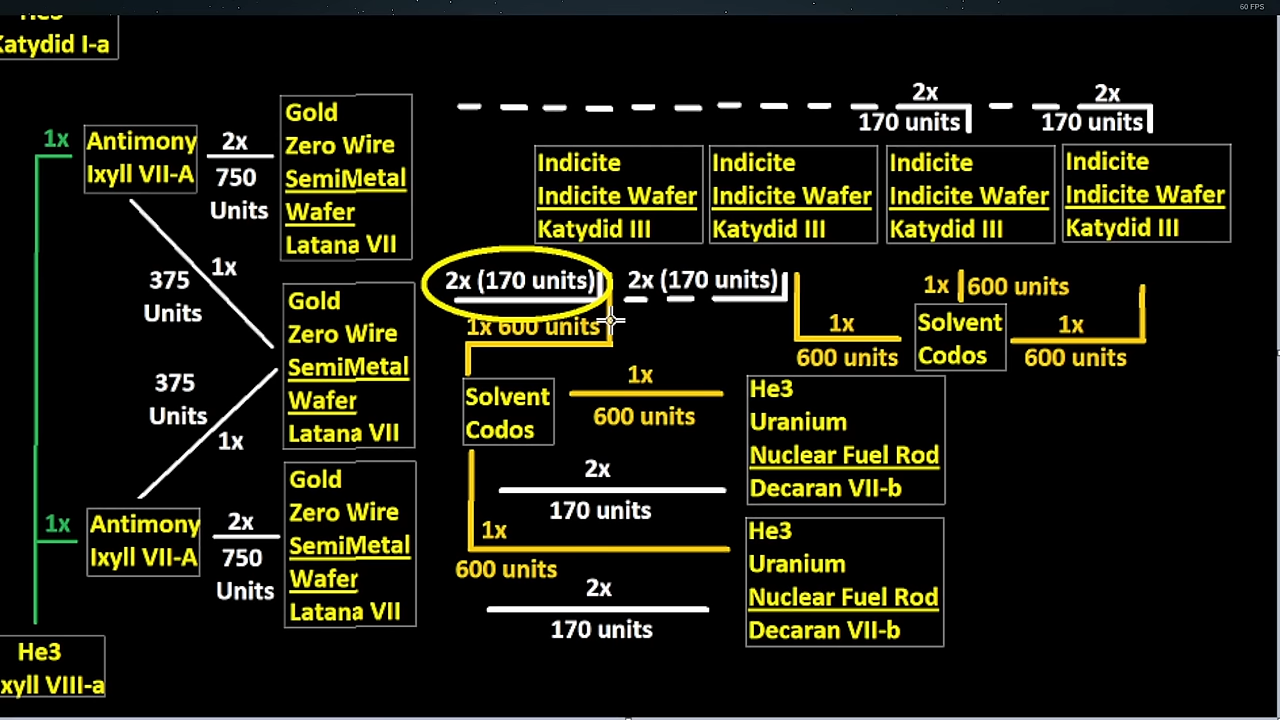 60 FPS
He3
Katydid I-a
1x
Antimony
Ixyll VII-A
2x
750
Units
Gold
Zero Wire
SemiMetal
Wafer
Latana VII
375
Units
1x
Gold
Zero Wire
SemiMetal
Wafer
Latana VII
375
Units
1x
1x
Antimony
Ixyll VII-A
2x
750
Units
Gold
Zero Wire
SemiMetal
Wafer
Latana VII
He3
xyll VIII-a
2x
170 units
2x
170 units
Indicite
Indicite Wafer
Katydid III
Indicite
Indicite Wafer
Katydid III
Indicite
Indicite Wafer
Katydid III
Indicite
Indicite Wafer
Katydid III
2x (170 units)
2x (170 units)
1x 600 units
1x
600 units
1x 600 units
Solvent
Codos
1x
600 units
Solvent
Codos
1x
600 units
He3
Uranium
Nuclear Fuel Rod
Decaran VII-b
2x
170 units
1x
600 units
2x
170 units
He3
Uranium
Nuclear Fuel Rod
Decaran VII-b